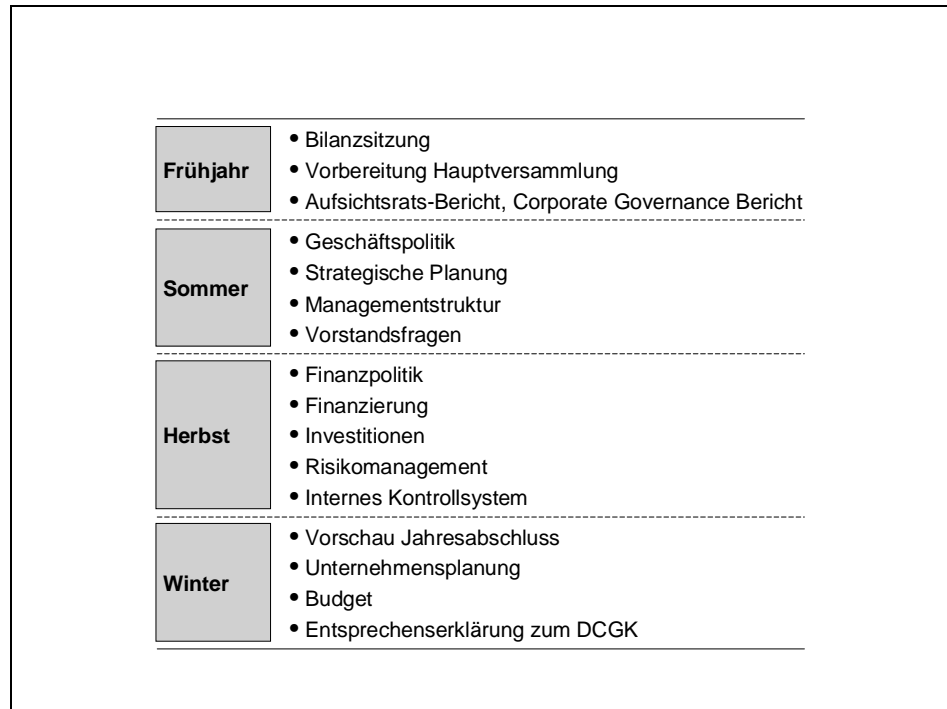 Frühjahr
• Bilanzsitzung
• Vorbereitung Hauptversammlung
• Aufsichtsrats-Bericht, Corporate Governance Bericht
Sommer
• Geschäftspolitik
• Strategische Planung
• Managementstruktur
• Vorstandsfragen
Herbst
• Finanzpolitik
• Finanzierung
• Investitionen
• Risikomanagement
• Internes Kontrollsystem
Winter
• Vorschau Jahresabschluss
• Unternehmensplanung
• Budget
• Entsprechenserklärung zum DCGK